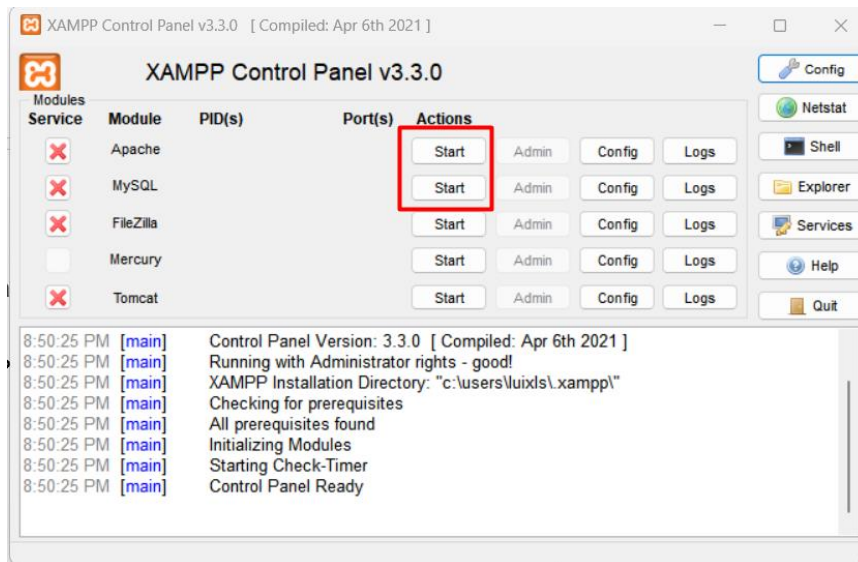 XAMPP Control Panel v3.3.0 [ Compiled: Apr 6th 2021 ]
XAMPP Control Panel v3.3.0
Config
Modules
Service Module PID(s) Port(s) Actions
Netstat
Apache Start Admin Config Logs
Shell
MySQL Start Admin Config Logs
Explorer
FileZilla Start Admin Config Logs
Services
Mercury Start Admin Config Logs
Help
Tomcat Start Admin Config Logs
Quit
8:50:25 PM [main] Control Panel Version: 3.3.0 [ Compiled: Apr 6th 2021 ]
8:50:25 PM [main] Running with Administrator rights - good!
8:50:25 PM [main] XAMPP Installation Directory: "c:\users\luixls\.xampp\"
8:50:25 PM [main] Checking for prerequisites
8:50:25 PM [main] All prerequisites found
8:50:25 PM [main] Initializing Modules
8:50:25 PM [main] Starting Check-Timer
8:50:25 PM [main] Control Panel Ready